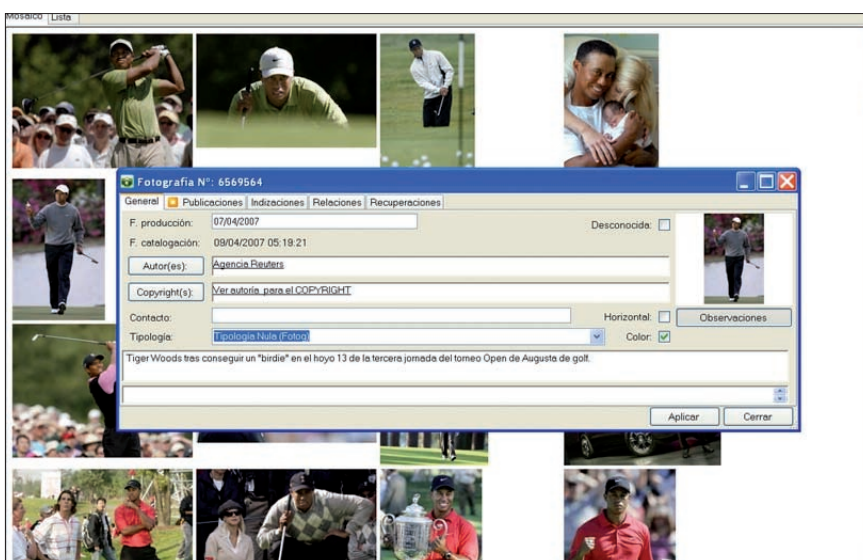 Mosaico Lista
Fotografía Nº: 6569564
General Publicaciones Indizaciones Relaciones Recuperaciones
F. producción: 07/04/2007 Desconocida:
F. catalogación: 09/04/2007 05:19:21
Autor(es): Agencia Reuters
Copyright(s): Ver autoría para el COPYRIGHT
Contacto: Horizontal: Observaciones
Tipología: Tipología Nula (Fotog) Color:
Tiger Woods tras conseguir un "birdie" en el hoyo 13 de la tercera jornada del torneo Open de Augusta de golf.
Aplicar Cerrar